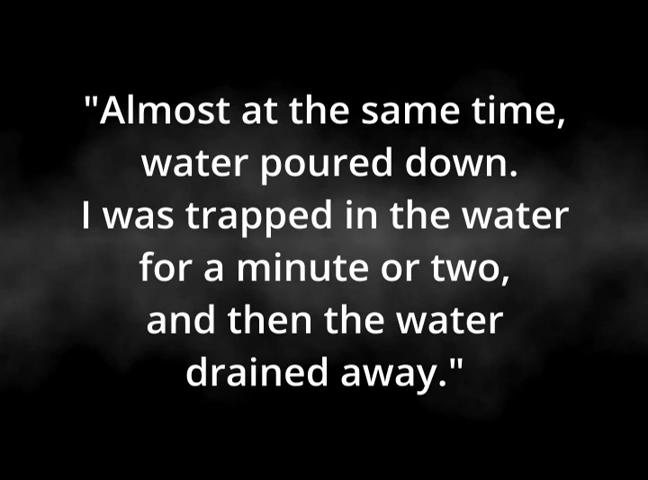 "Almost at the same time,
water poured down.
I was trapped in the water
for a minute or two,
and then the water
drained away."